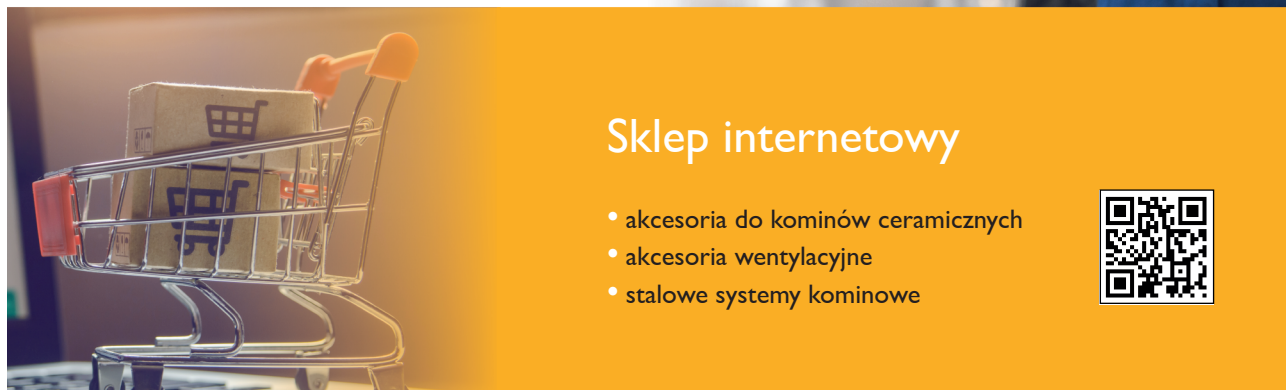 Sklep internetowy
• akcesoria do kominów ceramicznych
• akcesoria wentylacyjne
• stalowe systemy kominowe